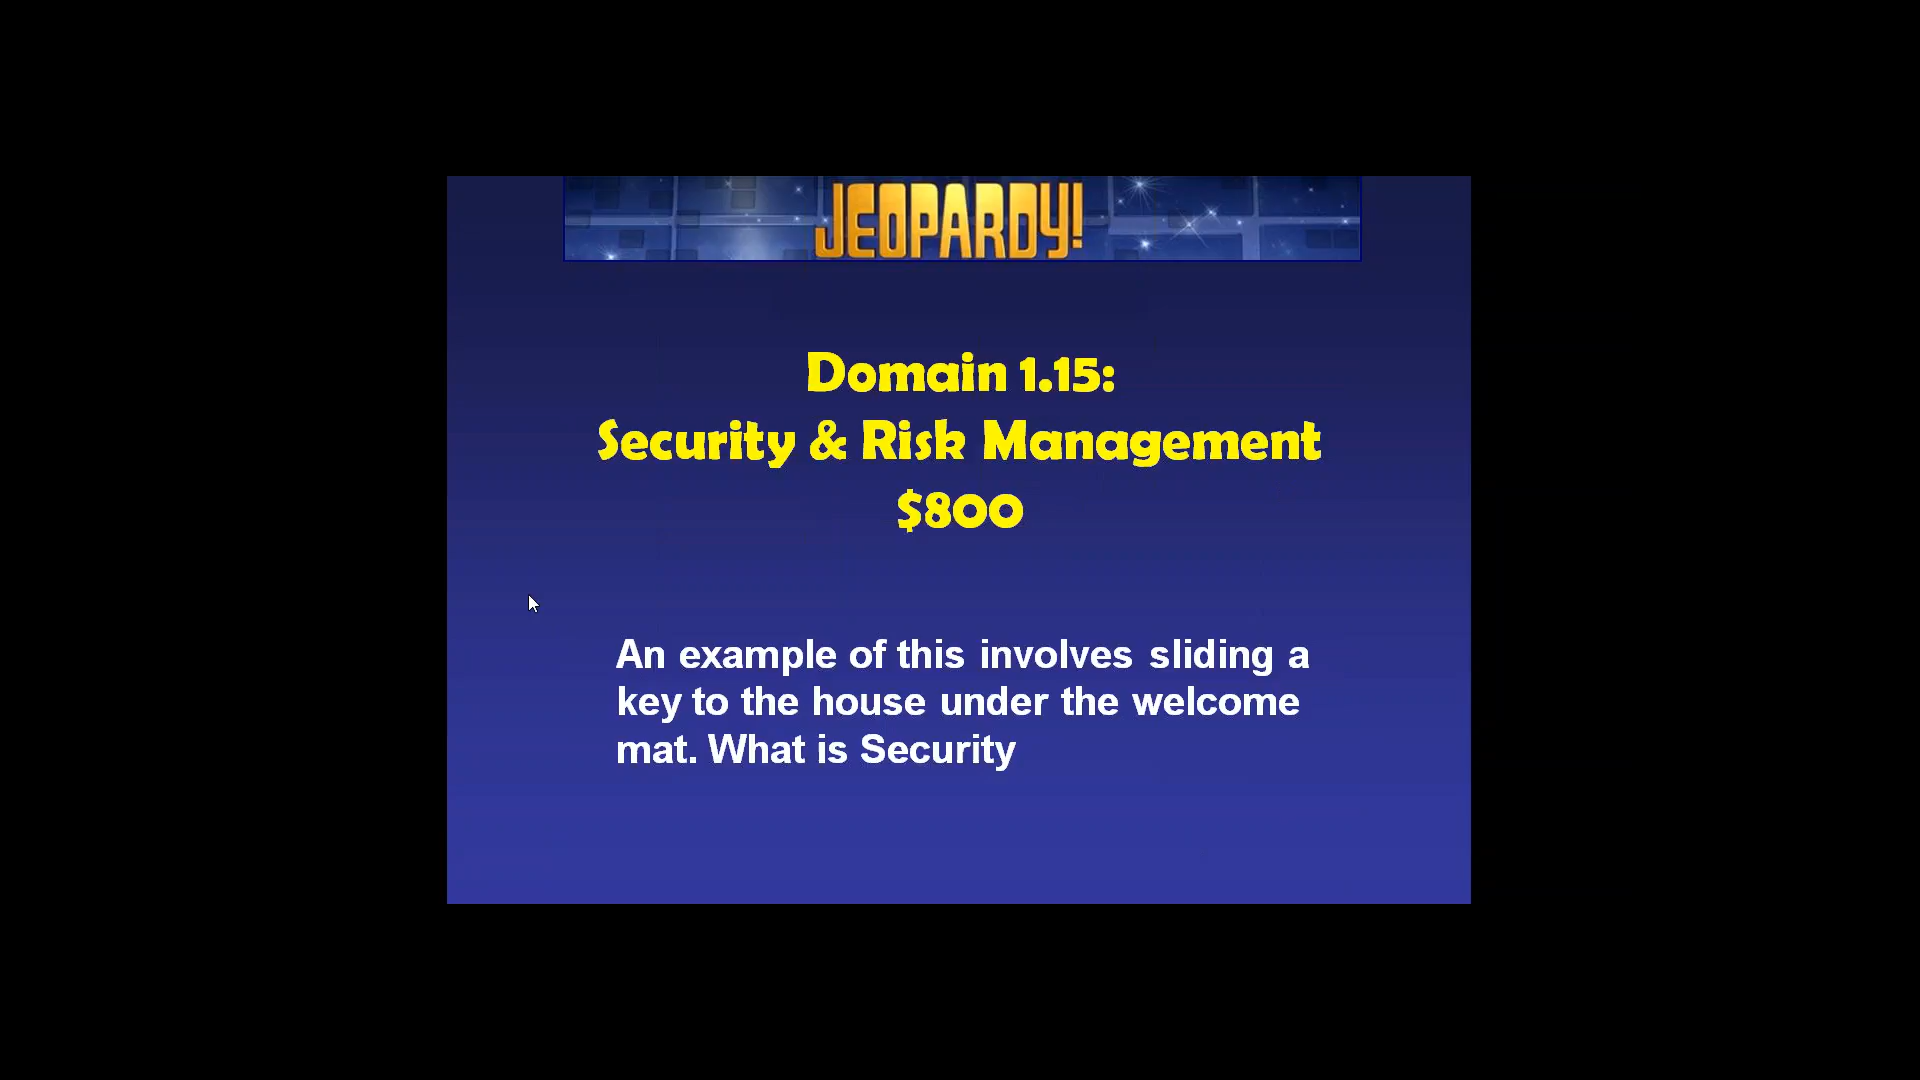 JEOPARDY!
Domain 1.15:
Security & Risk Management
$800
An example of this involves sliding a
key to the house under the welcome
mat. What is Security